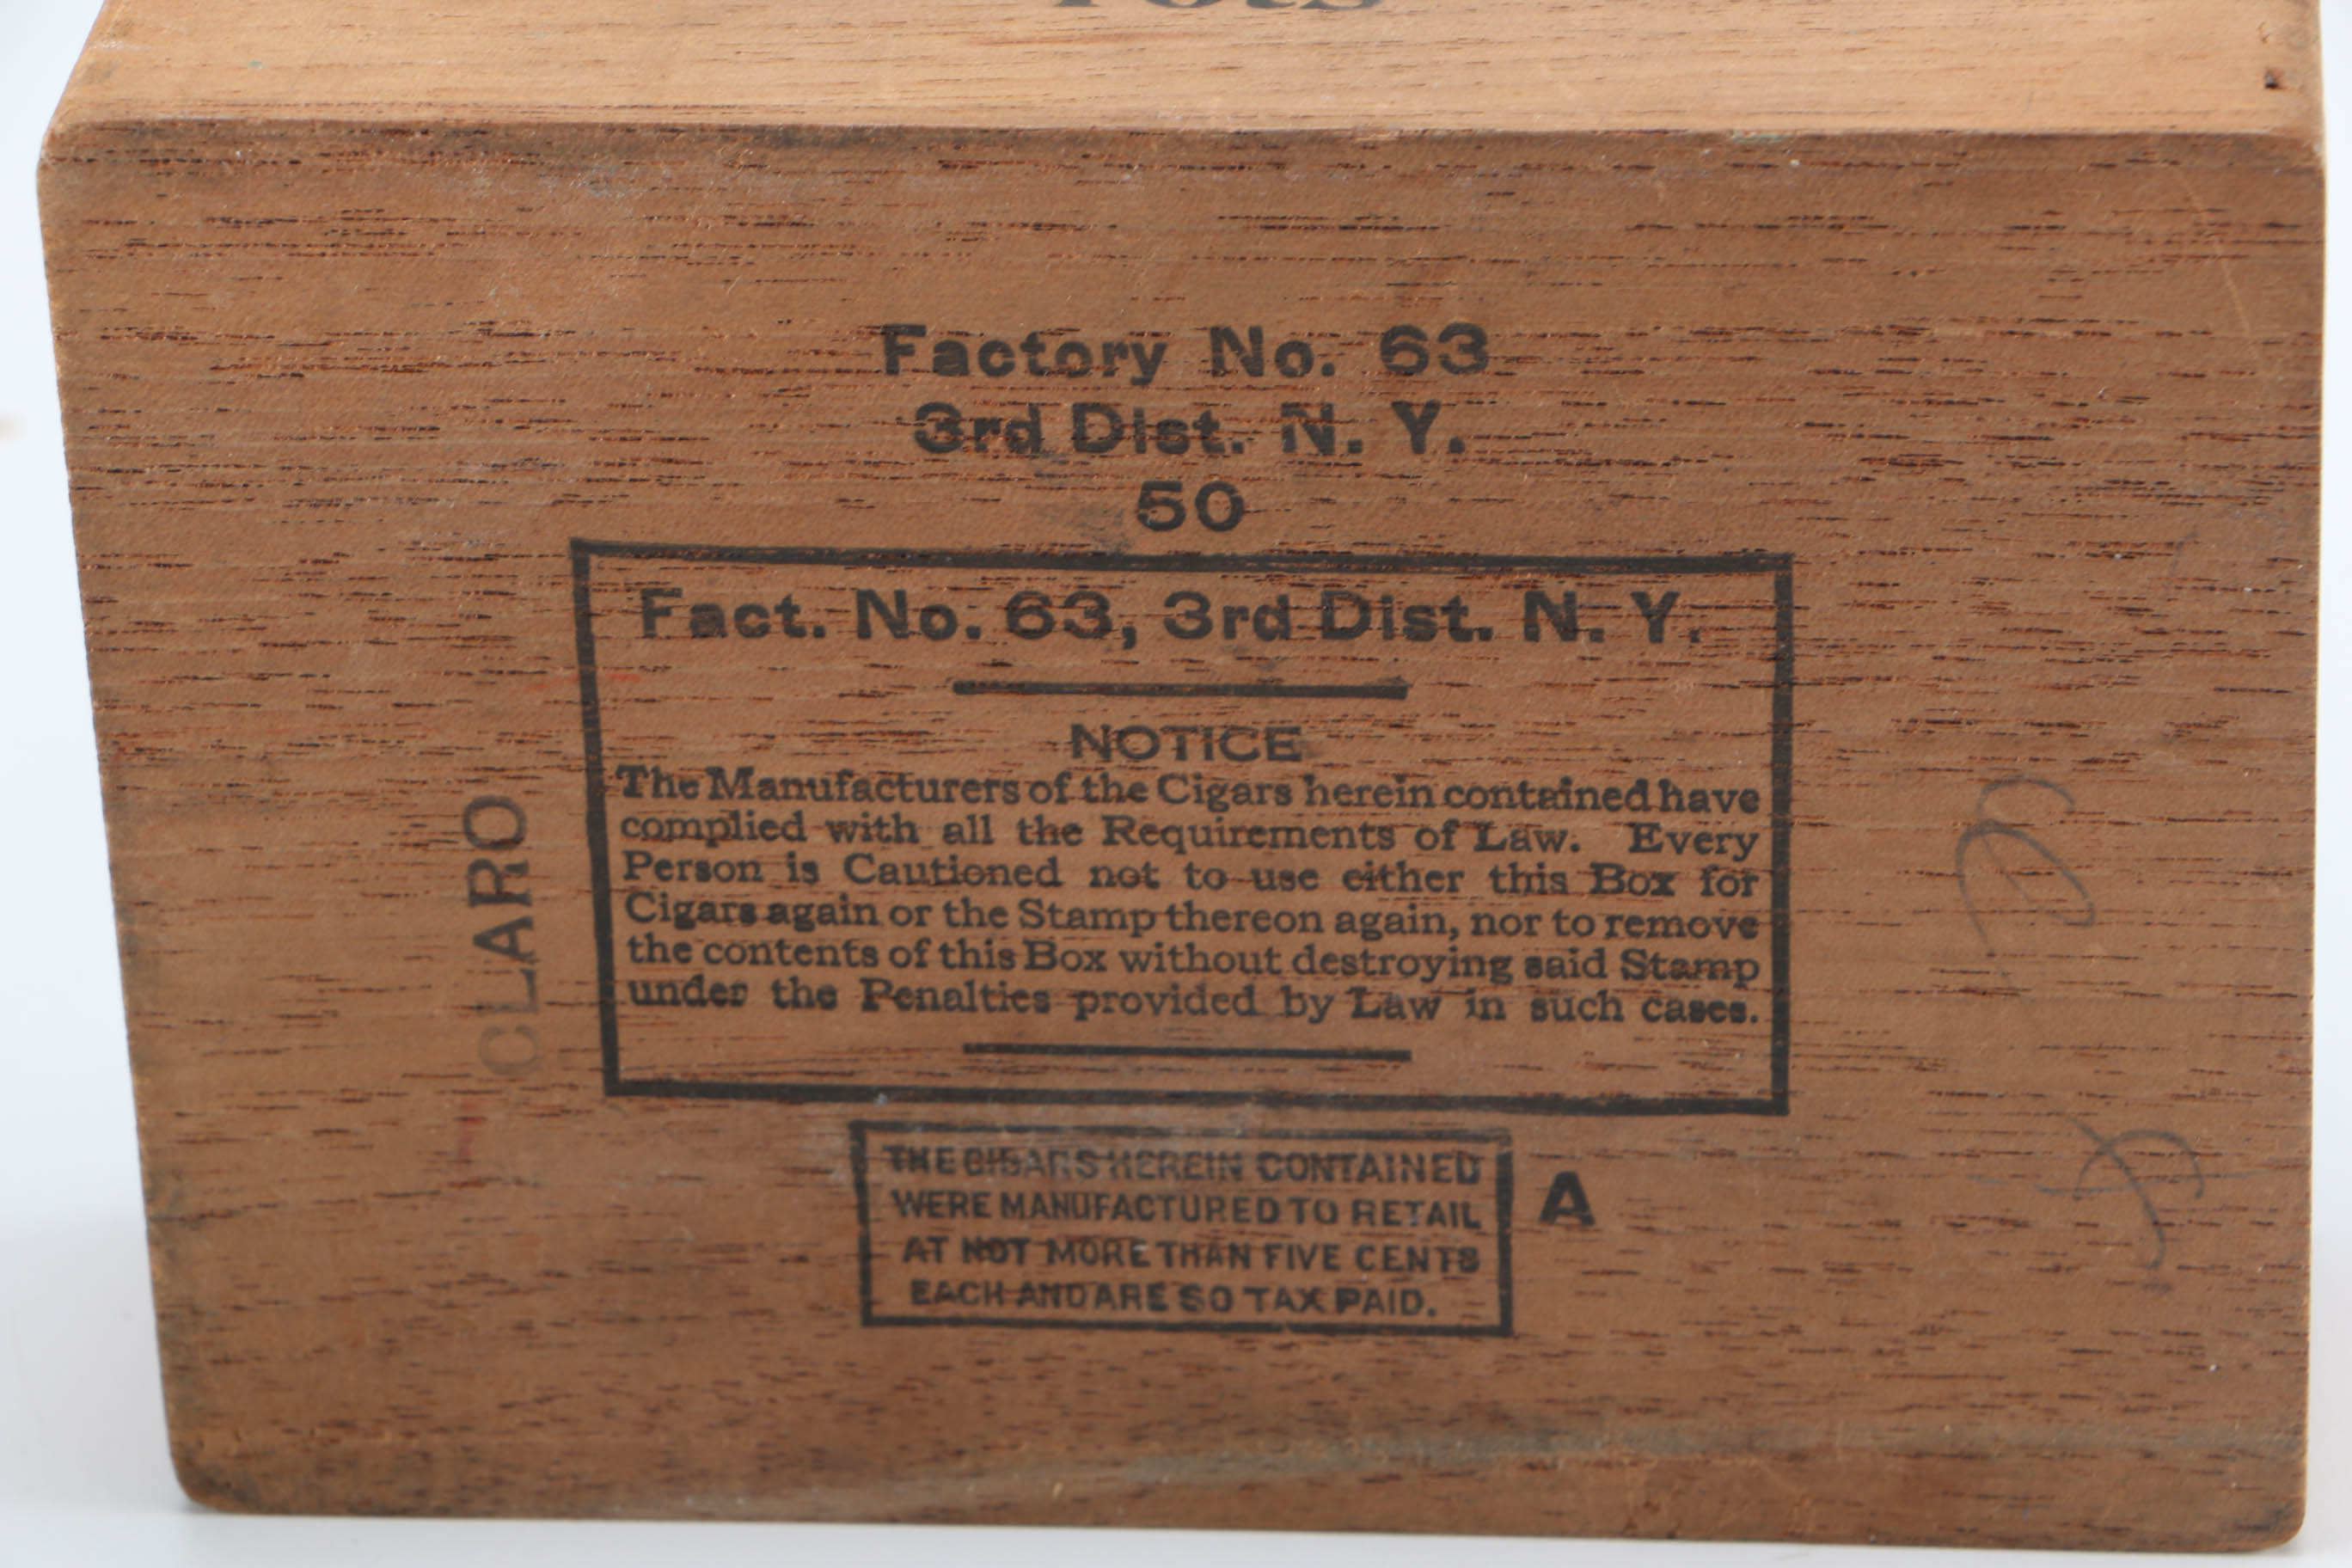 Factory No. 63
3rd Dist. N. Y.
50
Fact. No. 63, 3rd Dist. N. Y.
NOTICE
The Manufacturers of the Cigars herein contained have
complied with all the Requirements of Law. Every
Person is Cautioned not to use either this Box for
Cigars again or the Stamp thereon again, nor to remove
the contents of this Box without destroying said Stamp
under the Penalties provided by Law in such cases.
CLARO
THE CIGARS HEREIN CONTAINED
WERE MANUFACTURED TO RETAIL
AT NOT MORE THAN FIVE CENTS
EACH AND ARE SO TAX PAID.
A